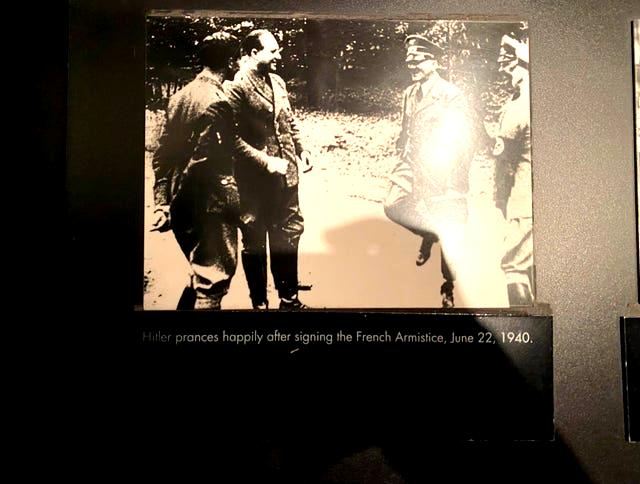 Hitler prances happily after signing the French Armistice, June 22, 1940.